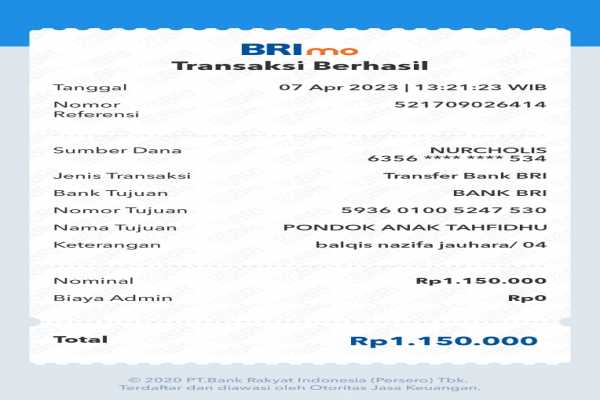 BRImo
Transaksi Berhasil
Tanggal 07 Apr 2023 | 13:21:23 WIB
Nomor Referensi 521709026414
Sumber Dana NURCHOLIS
6356 **** **** 534
Jenis Transaksi Transfer Bank BRI
Bank Tujuan BANK BRI
Nomor Tujuan 5936 0100 5247 530
Nama Tujuan PONDOK ANAK TAHFIDHU
Keterangan balqis nazifa jauhara/ 04
Nominal Rp1.150.000
Biaya Admin Rp0
Total Rp1.150.000
© 2020 PT.Bank Rakyat Indonesia (Persero) Tbk.
Terdaftar dan diawasi oleh Otoritas Jasa Keuangan.